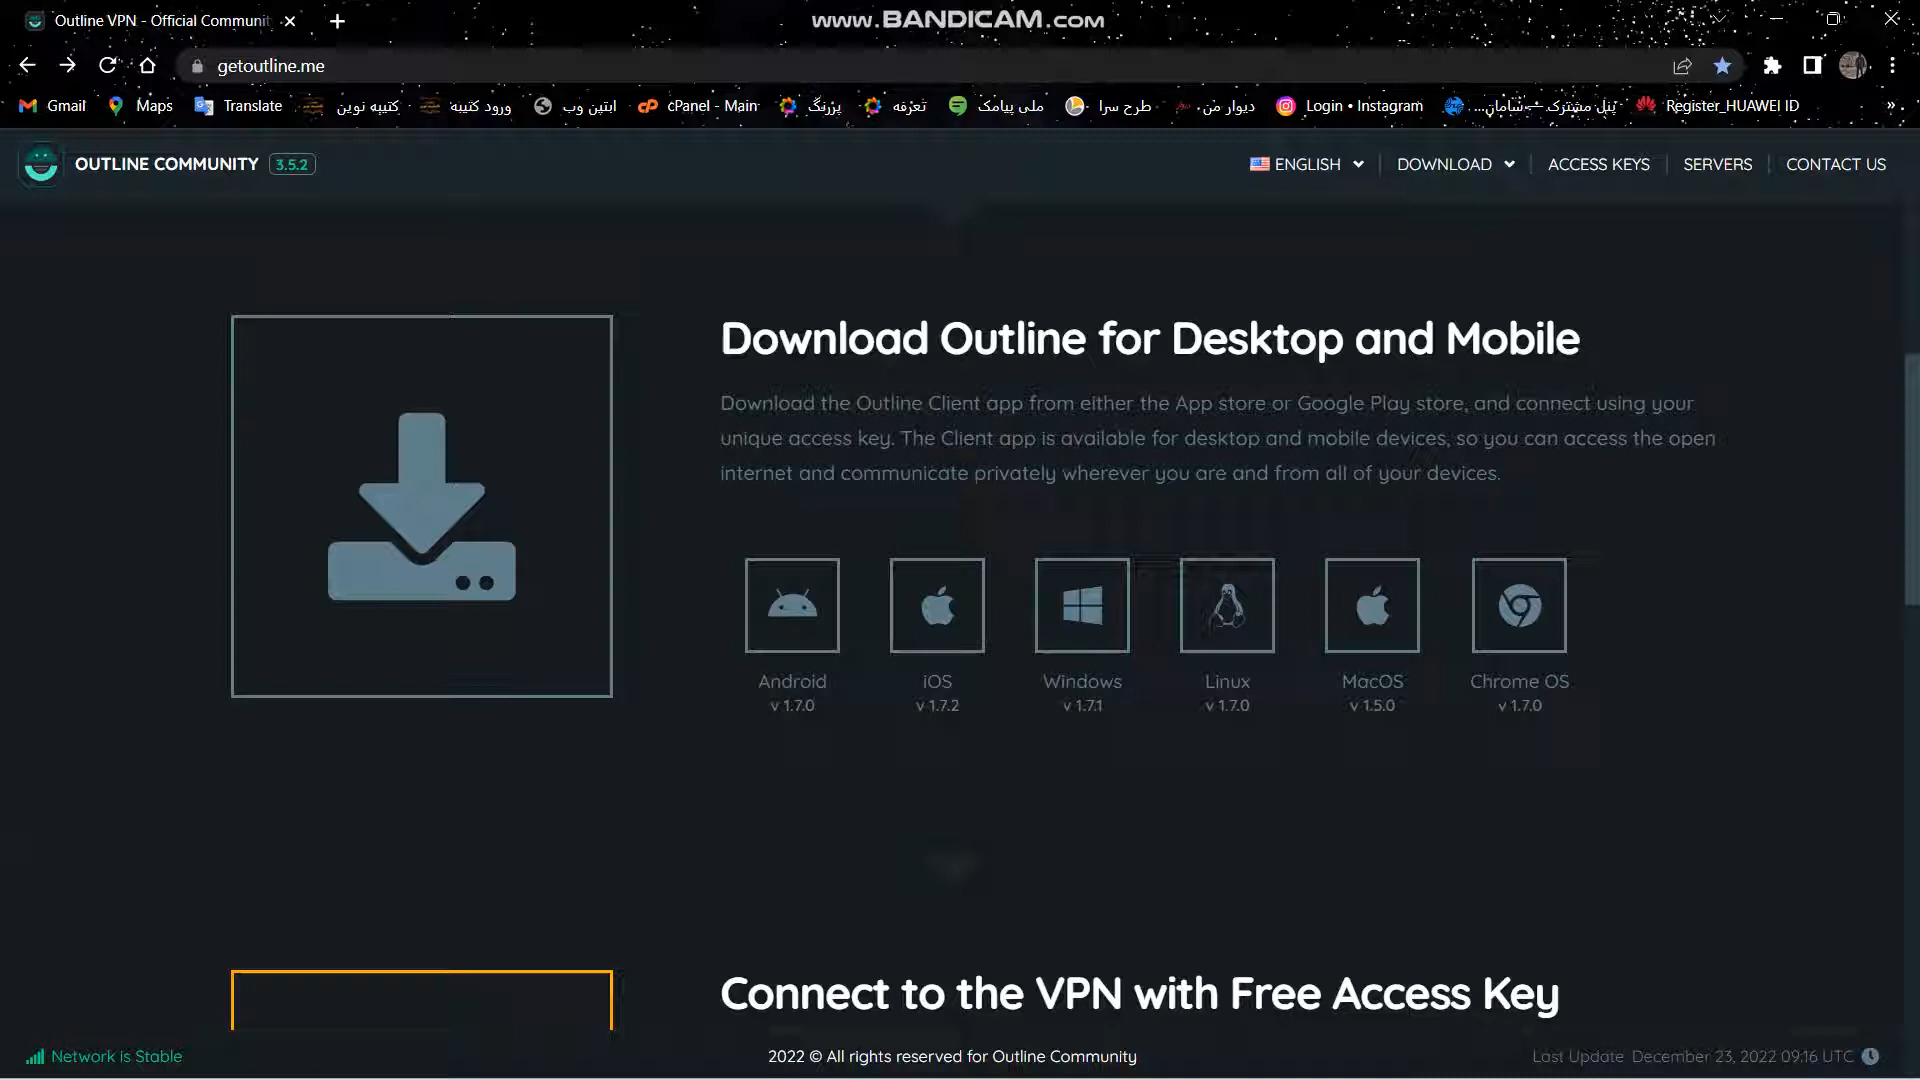 Outline VPN - Official Communit
www.BANDICAM.com
getoutline.me
Gmail Maps Translate کتیبه نوین ورود کتیبه ابتین وب cPanel - Main پررنگ تعرفه ملی پیامک طرح سرا دیوار من Login • Instagram پنل مشترک – سامان... Register_HUAWEI ID »
OUTLINE COMMUNITY 3.5.2 ENGLISH DOWNLOAD ACCESS KEYS SERVERS CONTACT US
Download Outline for Desktop and Mobile
Download the Outline Client app from either the App store or Google Play store, and connect using your
unique access key. The Client app is available for desktop and mobile devices, so you can access the open
internet and communicate privately wherever you are and from all of your devices.
Android iOS Windows Linux MacOS Chrome OS
v 1.7.0 v 1.7.2 v 1.7.1 v 1.7.0 v 1.5.0 v 1.7.0
Connect to the VPN with Free Access Key
Network is Stable 2022 © All rights reserved for Outline Community Last Update December 23, 2022 09:16 UTC